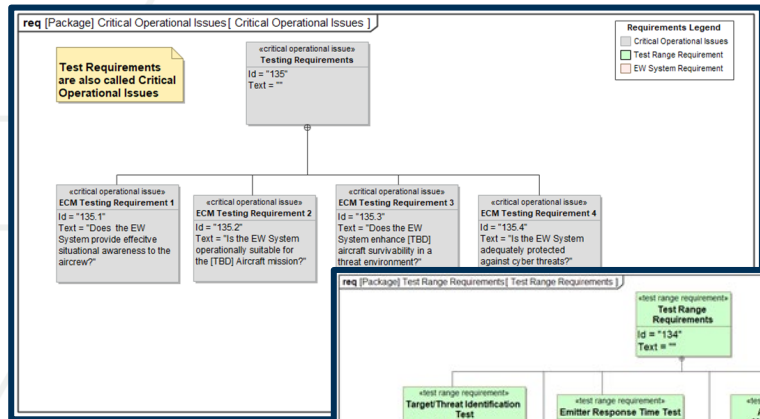 req [Package] Critical Operational Issues[ Critical Operational Issues ]
Requirements Legend
Critical Operational Issues
Test Range Requirement
EW System Requirement
Test Requirements
are also called Critical
Operational Issues
«critical operational issue»
Testing Requirements
Id = "135"
Text = ""
«critical operational issue»
ECM Testing Requirement 1
Id = "135.1"
Text = "Does the EW
System provide effecitve
situational awareness to the
aircrew?"
«critical operational issue»
ECM Testing Requirement 2
Id = "135.2"
Text = "Is the EW System
operationally suitable for
the [TBD] Aircraft mission?"
«critical operational issue»
ECM Testing Requirement 3
Id = "135.3"
Text = "Does the EW
System enhance [TBD]
aircraft survivability in a
threat environment?"
«critical operational issue»
ECM Testing Requirement 4
Id = "135.4"
Text = "Is the EW System
adequately protected
against cyber threats?"
req [Package] Test Range Requirements[ Test Range Requirements ]
«test range requirement»
Test Range
Requirements
Id = "134"
Text = ""
«test range requirement»
Target/Threat Identification
Test
«test range requirement»
Emitter Response Time Test